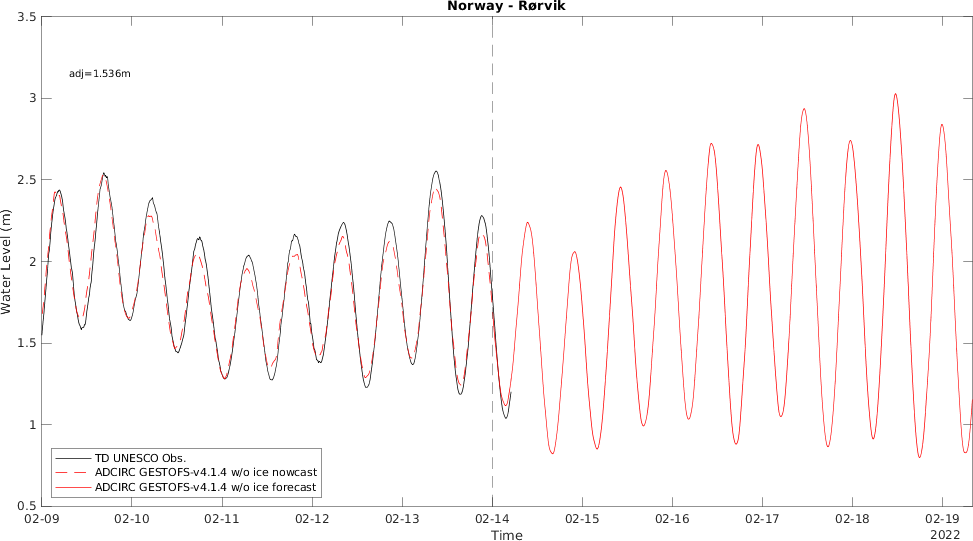 Norway - Rørvik
3.5
3
2.5
2
1.5
1
0.5
Water Level (m)
adj=1.536m
TD UNESCO Obs.
ADCIRC GESTOFS-v4.1.4 w/o ice nowcast
ADCIRC GESTOFS-v4.1.4 w/o ice forecast
02-09 02-10 02-11 02-12 02-13 02-14 02-15 02-16 02-17 02-18 02-19
2022
Time